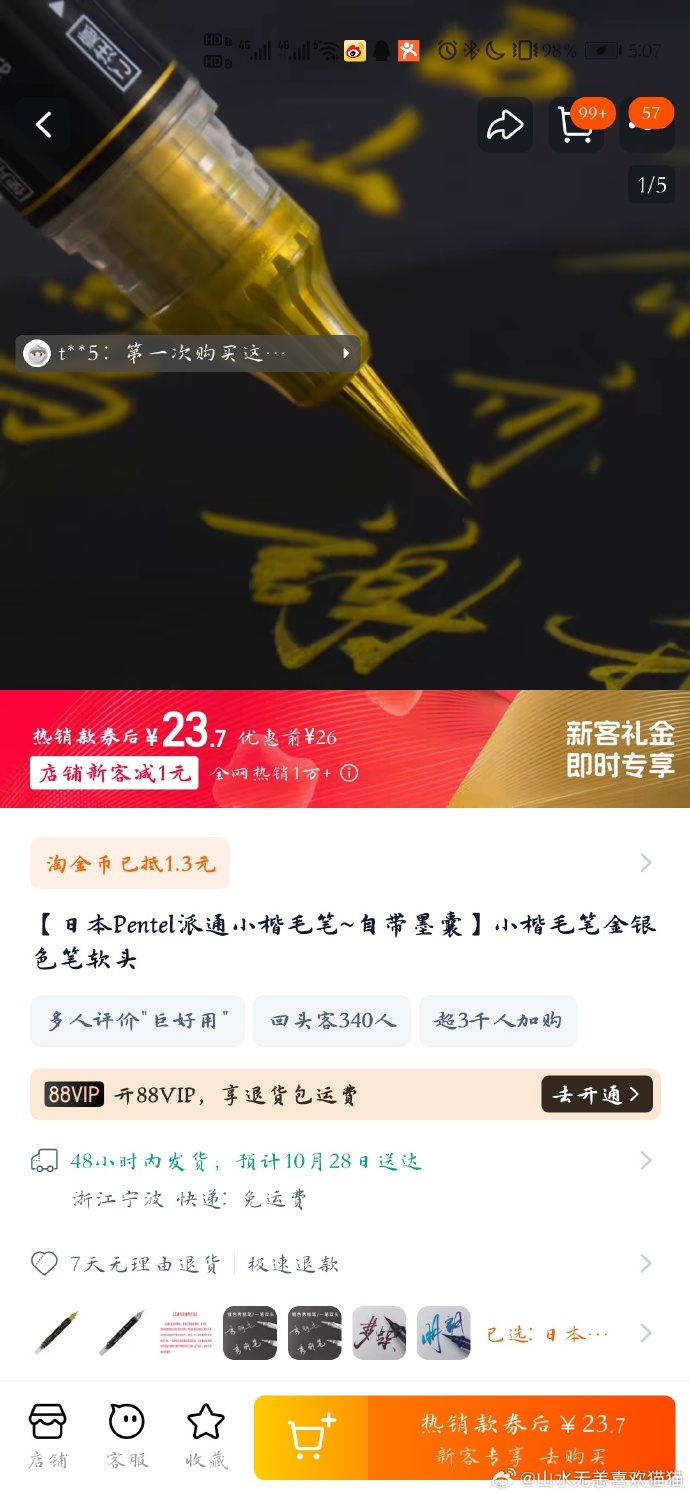 ご注意
HD B 4G 4G 6 98% 5:07
HD B
99+
57
1/5
t**5：第一次购买这…
热销款券后￥23.7 优惠前¥26
店铺新客减1元 全网热销1万+
新客礼金
即时专享
淘金币已抵1.3元
【日本Pentel派通小楷毛笔~自带墨囊】小楷毛笔金银
色笔软头
多人评价"巨好用" 回头客340人 超3千人加购
88VIP 开88VIP，享退货包运费 去开通
48小时内发货，预计10月28日送达
浙江宁波 快递：免运费
7天无理由退货 极速退款
已选：日本…
店铺
客服
收藏
热销款券后￥23.7
新客专享 去购买
@山水无恙喜欢猫猫